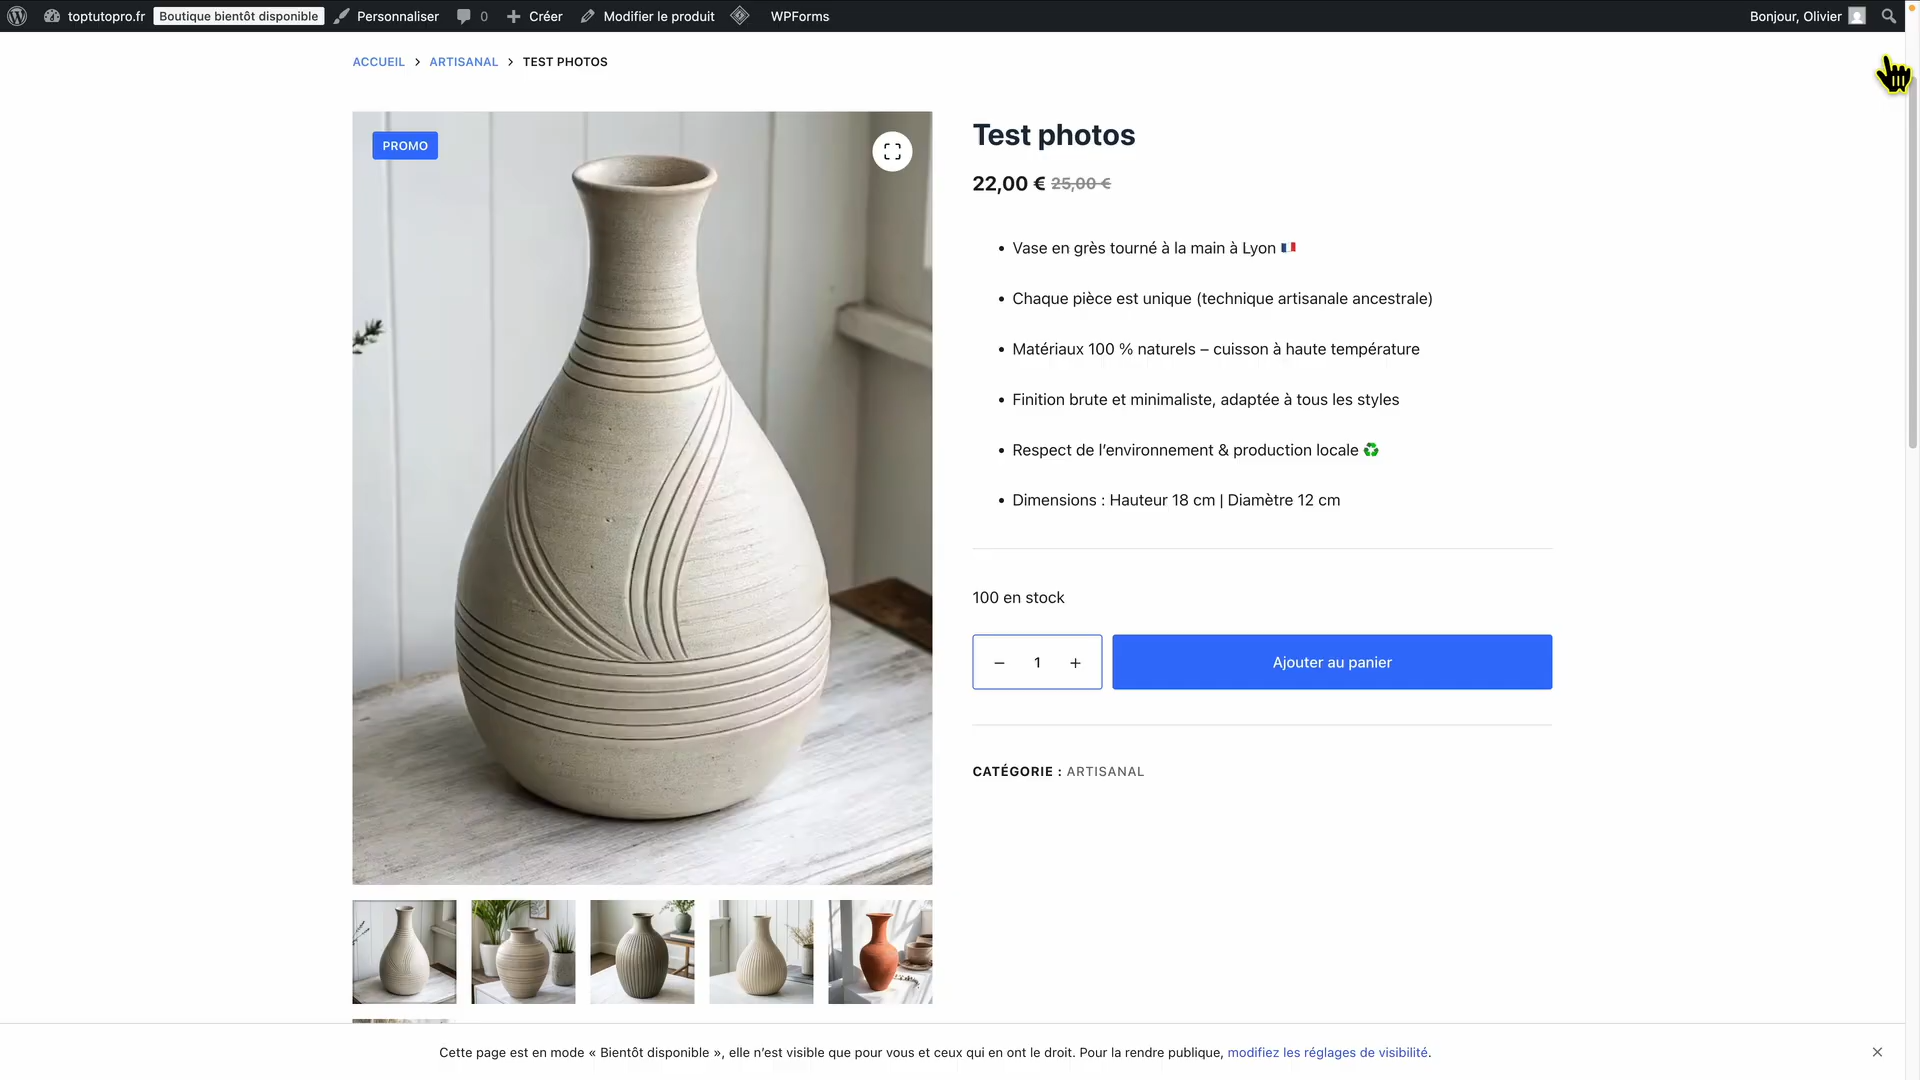 toptutopro.fr Boutique bientôt disponible Personnaliser 0 Créer Modifier le produit WPForms Bonjour, Olivier
ACCUEIL > ARTISANAL > TEST PHOTOS
PROMO
Test photos
22,00 € 25,00 €
• Vase en grès tourné à la main à Lyon 🇫🇷
• Chaque pièce est unique (technique artisanale ancestrale)
• Matériaux 100 % naturels – cuisson à haute température
• Finition brute et minimaliste, adaptée à tous les styles
• Respect de l’environnement & production locale ♻️
• Dimensions : Hauteur 18 cm | Diamètre 12 cm
100 en stock
− 1 + Ajouter au panier
CATÉGORIE : ARTISANAL
Cette page est en mode « Bientôt disponible », elle n’est visible que pour vous et ceux qui en ont le droit. Pour la rendre publique, modifiez les réglages de visibilité.